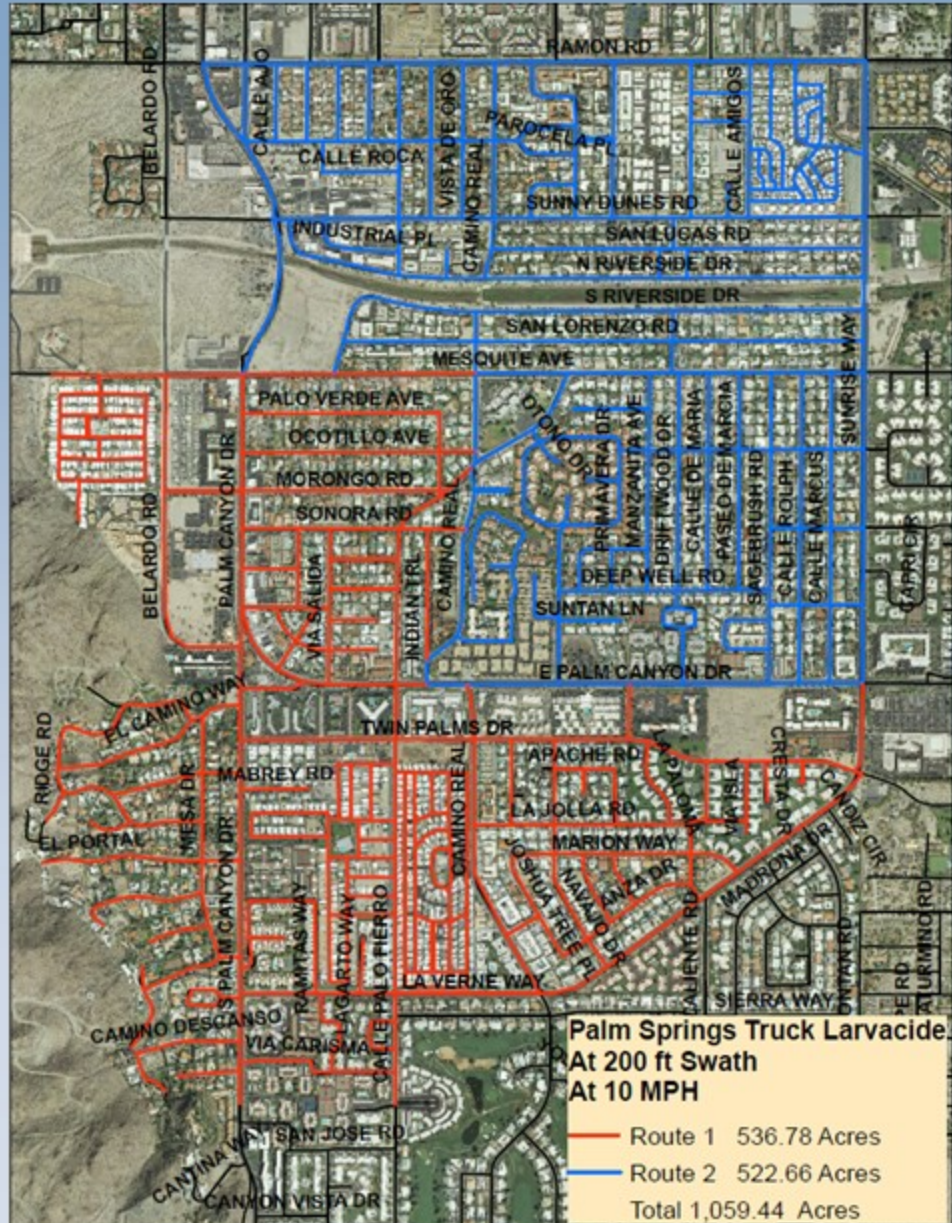 RAMON RD
BELARDO RD
CALLE AJO
VISTA DE ORO
CAMINO REAL
PAROCELA PL
CALLE AMIGOS
CALLE ROCA
SUNNY DUNES RD
INDUSTRIAL PL
SAN LUCAS RD
N RIVERSIDE DR
S RIVERSIDE DR
SAN LORENZO RD
MESQUITE AVE
SUNRISE WAY
PALO VERDE AVE
OCOTILLO AVE
MORONGO RD
SONORA RD
OTONO DR
PRIMAVERA DR
MANZANITA AVE
DRIFTWOOD DR
CALLE DE MARIA
PASEO DE MARCIA
SAGEBRUSH RD
CALLE ROLPH
CALLE MARCUS
CAPRI CIR
BELARDO RD
PALM CANYON DR
VIA SALIDA
INDIAN TRL
CAMINO REAL
DEEP WELL RD
SUNTAN LN
E PALM CANYON DR
EL CAMINO WAY
TWIN PALMS DR
RIDGE RD
MESA DR
MABREY RD
CAMINO REAL
APACHE RD
LA PALOMA
VIA ISLA
CRESTA DR
CANDIZ CIR
LA JOLLA RD
EL PORTAL
MARION WAY
MADRONA DR
S PALM CANYON DR
JOSHUA TREE PL
NAVAJO DR
ANZA DR
RAMITAS WAY
LAGARTO WAY
CALLE PALO FIERRO
CALIENTE RD
LA VERNE WAY
SIERRA WAY
ATURMINO RD
CAMINO DESCANSO
VIA CARISMA
SAN JOSE RD
CANTINA WAY
CANYON VISTA DR
Palm Springs Truck Larvacide
At 200 ft Swath
At 10 MPH
Route 1 536.78 Acres
Route 2 522.66 Acres
Total 1,059.44 Acres